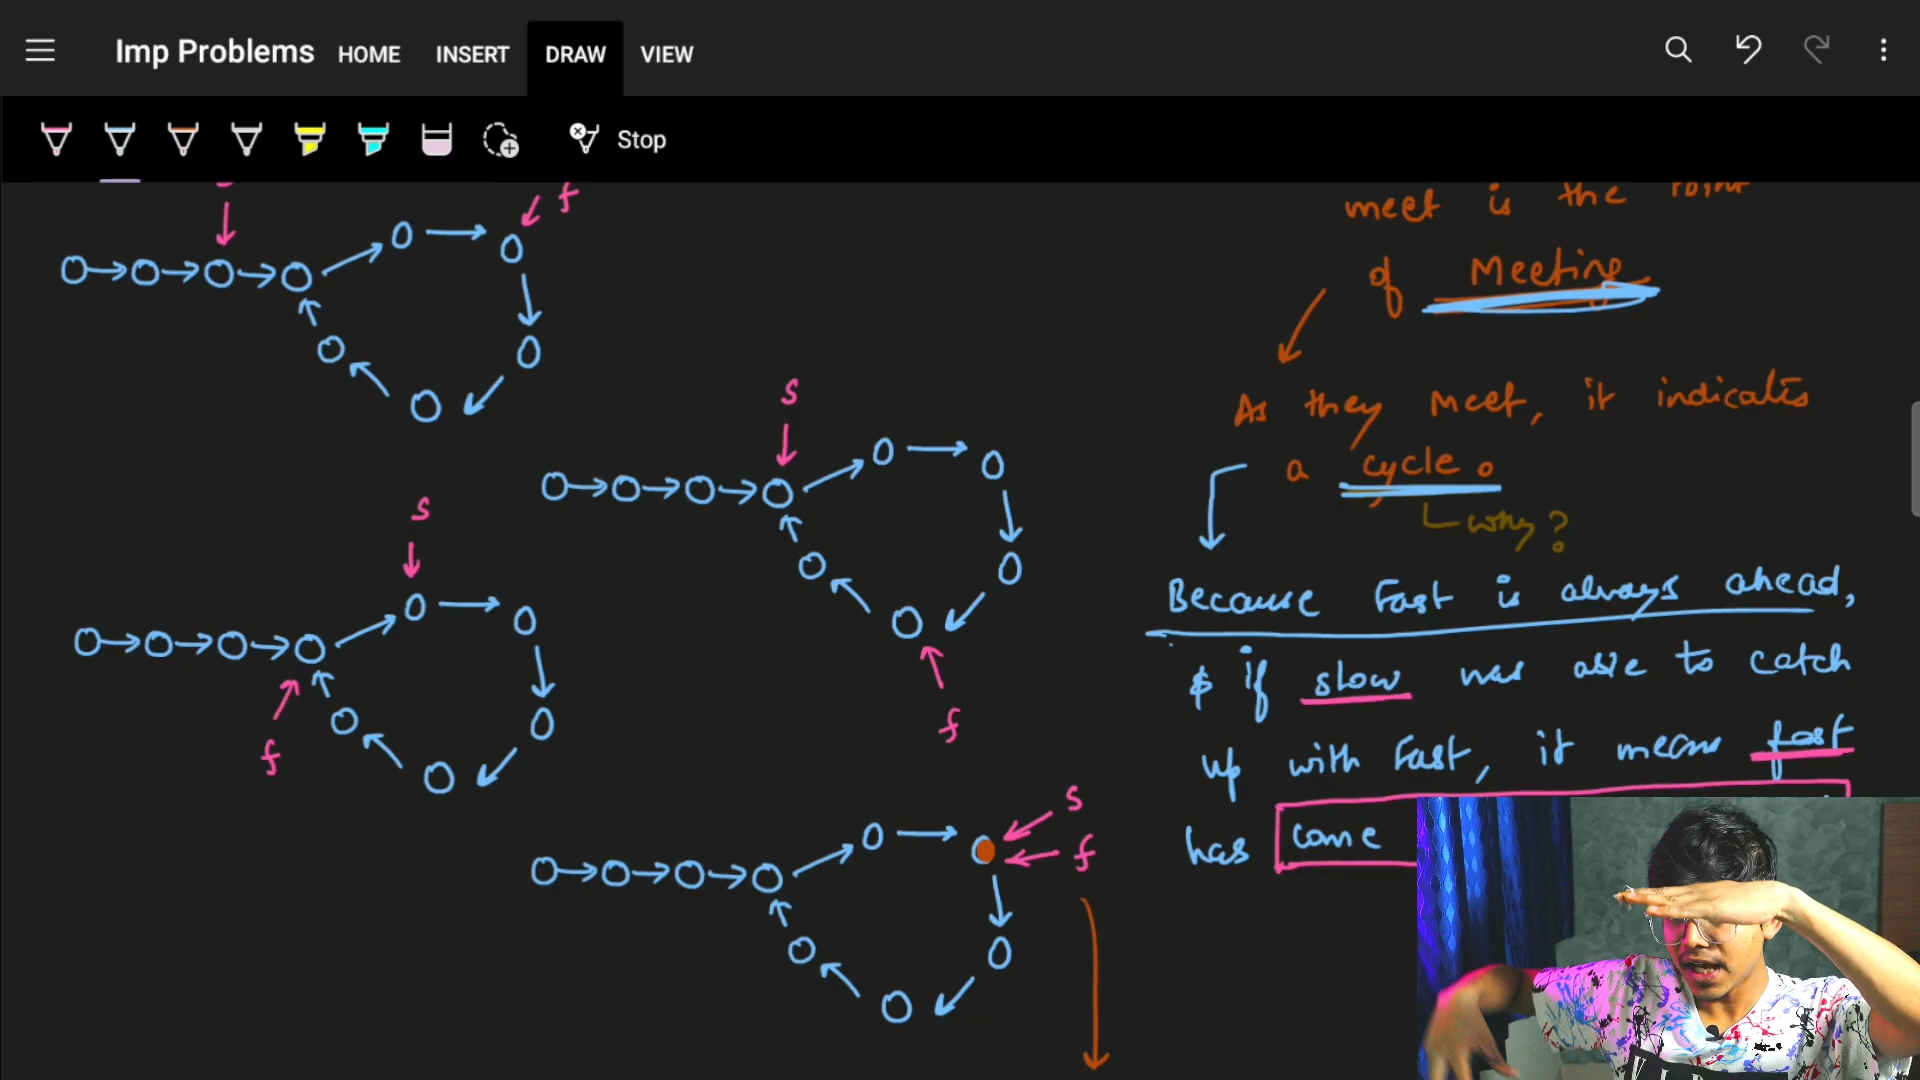 Imp Problems HOME INSERT DRAW VIEW
Stop
f
meet is the Point
of Meeting
s
As they Meet, it indicates
a cycle.
why?
s
Because Fast is always ahead,
& if slow was able to catch
f
up with Fast, it means fast
f
s
has come
f